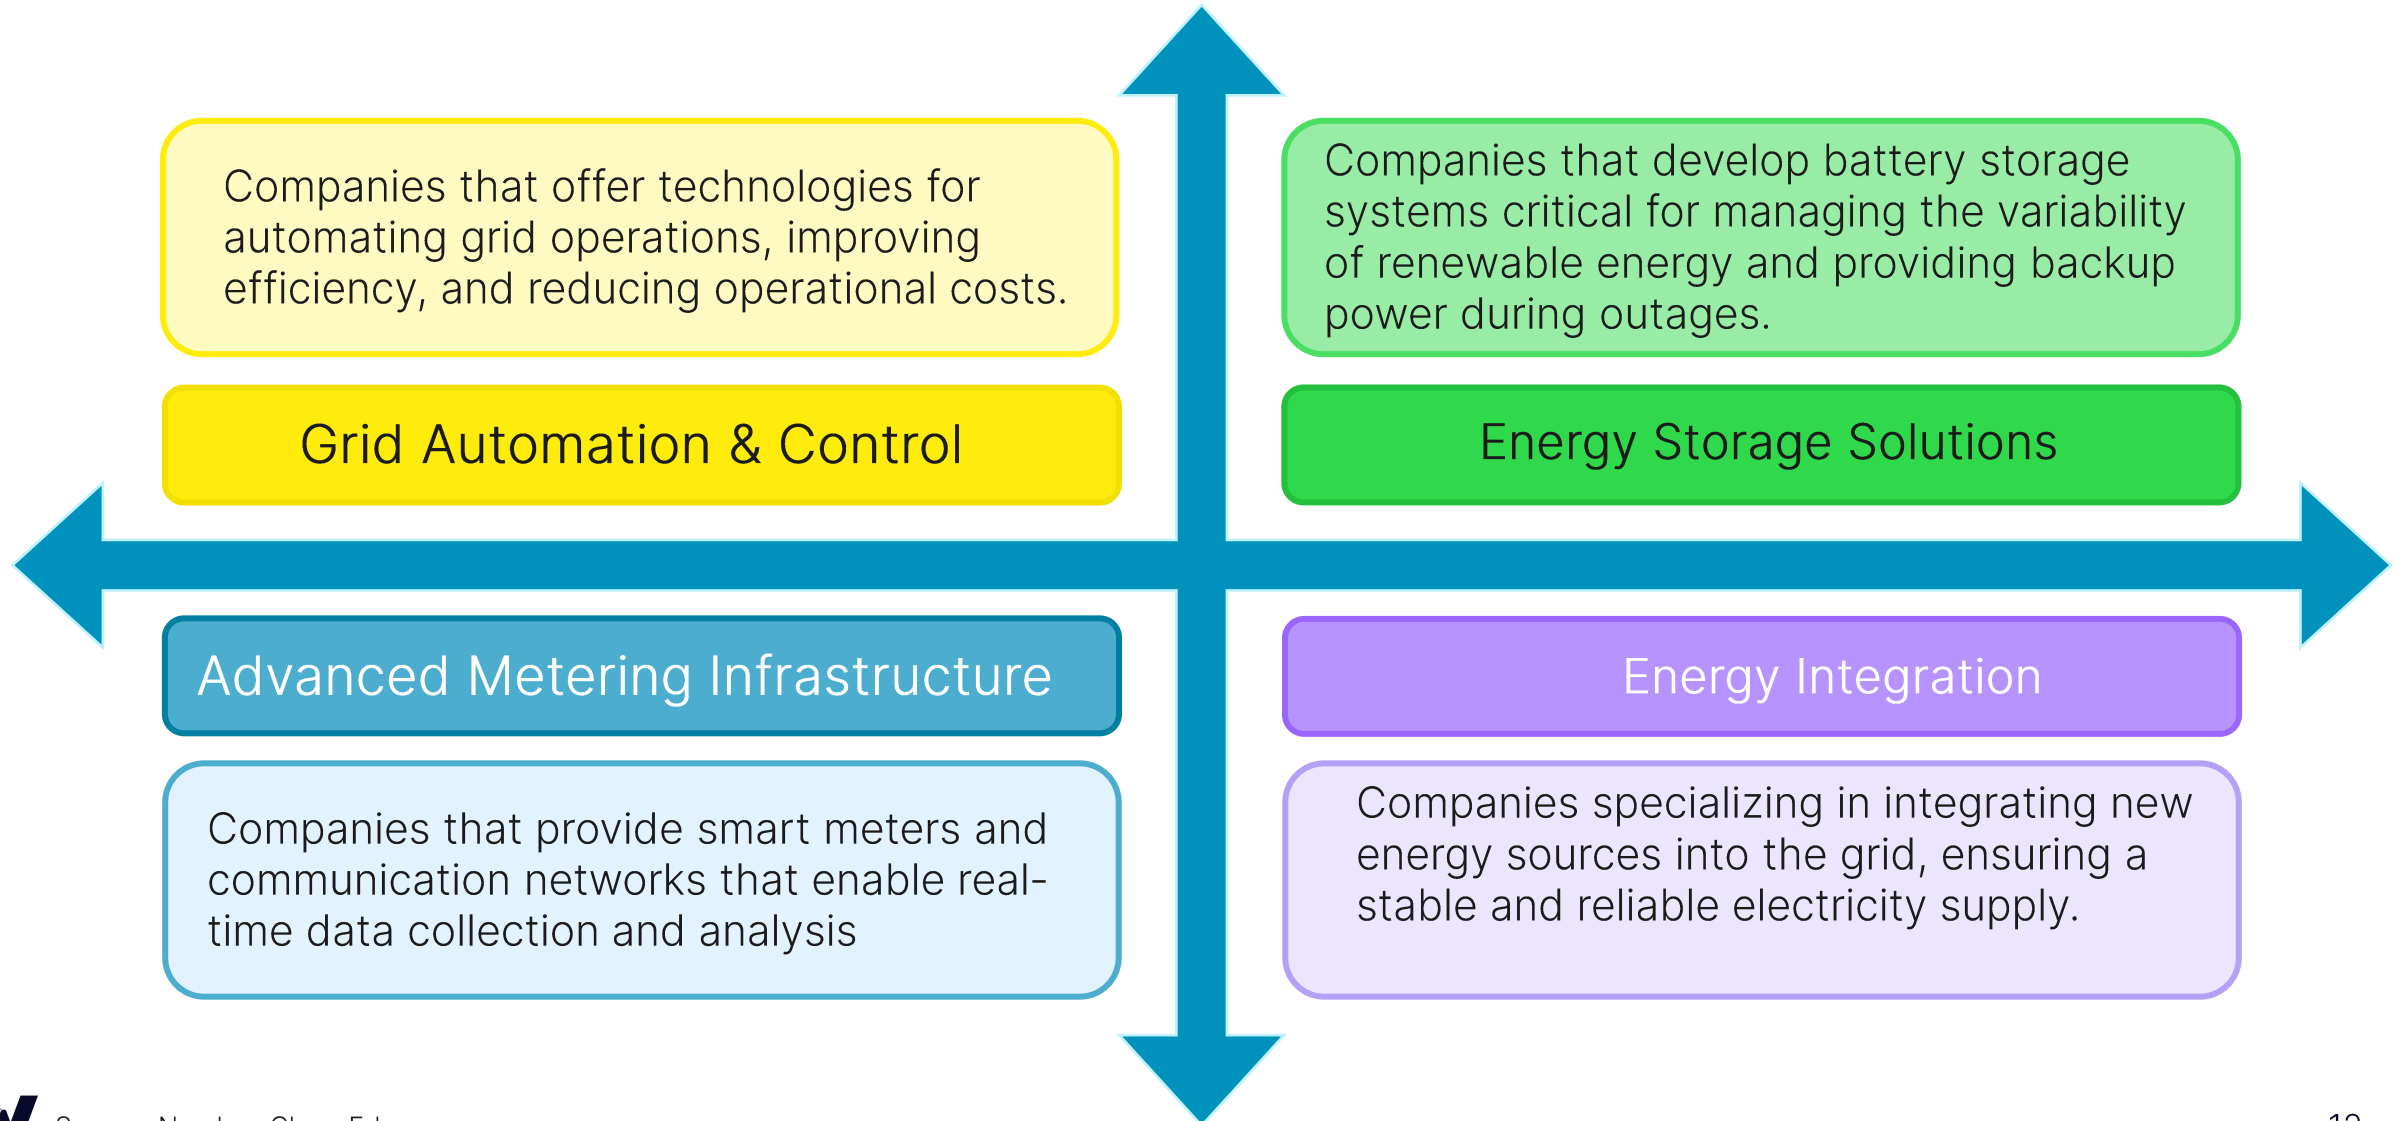 Companies that offer technologies for
automating grid operations, improving
efficiency, and reducing operational costs.
Grid Automation & Control
Companies that develop battery storage
systems critical for managing the variability
of renewable energy and providing backup
power during outages.
Energy Storage Solutions
Advanced Metering Infrastructure
Companies that provide smart meters and
communication networks that enable real-
time data collection and analysis
Energy Integration
Companies specializing in integrating new
energy sources into the grid, ensuring a
stable and reliable electricity supply.